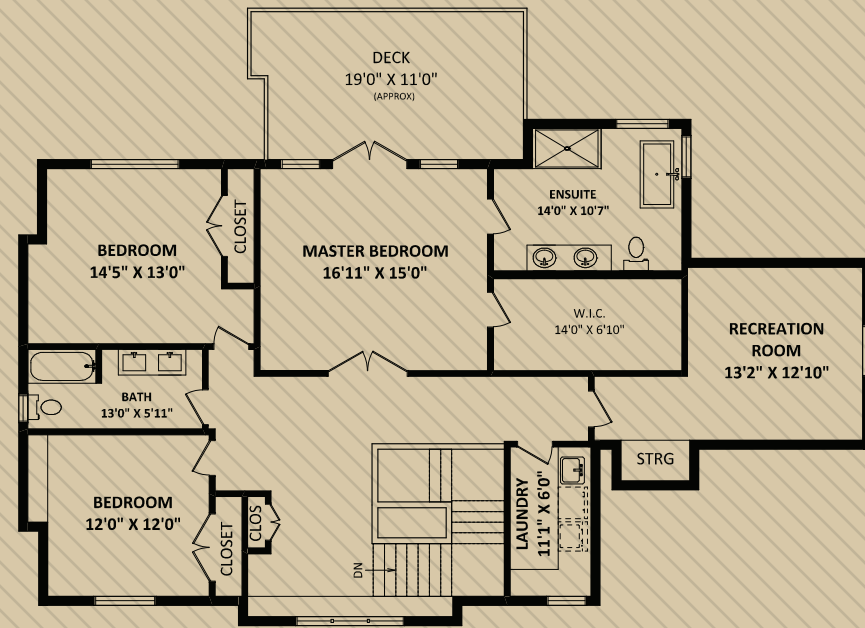 DECK
19'0" X 11'0"
(APPROX)
ENSUITE
14'0" X 10'7"
CLOSET
BEDROOM
14'5" X 13'0"
MASTER BEDROOM
16'11" X 15'0"
W.I.C.
14'0" X 6'10"
RECREATION
ROOM
13'2" X 12'10"
BATH
13'0" X 5'11"
STRG
BEDROOM
12'0" X 12'0"
CLOSET
CLOS
DN
LAUNDRY
11'1" X 6'0"